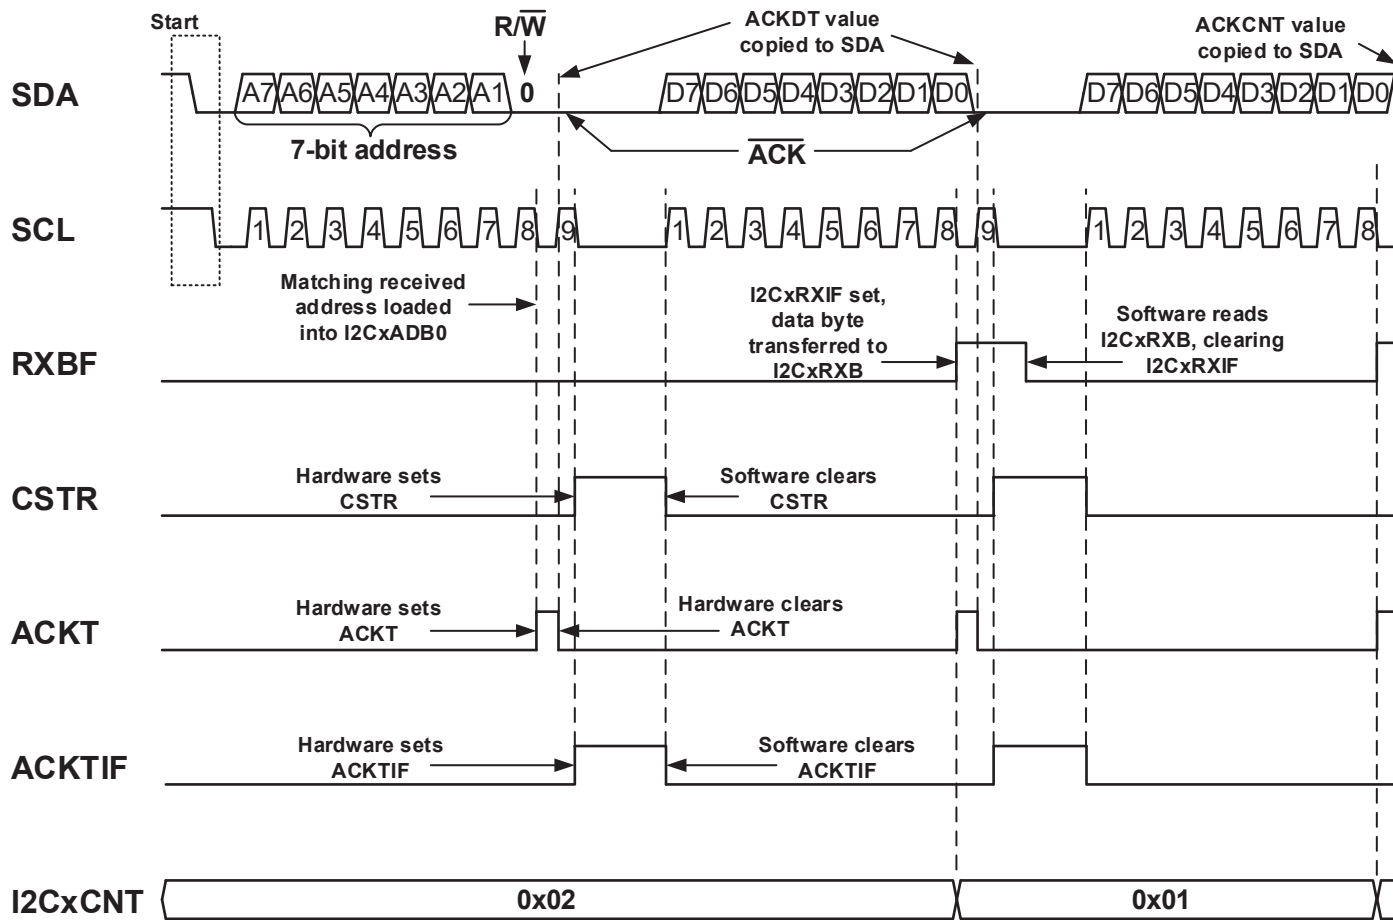 Start
R/W
ACKDT value
copied to SDA
ACKCNT value
copied to SDA
SDA
A7 A6 A5 A4 A3 A2 A1 0
D7 D6 D5 D4 D3 D2 D1 D0
D7 D6 D5 D4 D3 D2 D1 D0
7-bit address
ACK
SCL
1 2 3 4 5 6 7 8 9
1 2 3 4 5 6 7 8 9
1 2 3 4 5 6 7 8
Matching received
address loaded
into I2CxADB0
I2CxRXIF set,
data byte
transferred to
I2CxRXB
Software reads
I2CxRXB, clearing
I2CxRXIF
RXBF
CSTR
Hardware sets
CSTR
Software clears
CSTR
ACKT
Hardware sets
ACKT
Hardware clears
ACKT
ACKTIF
Hardware sets
ACKTIF
Software clears
ACKTIF
I2CxCNT
0x02
0x01